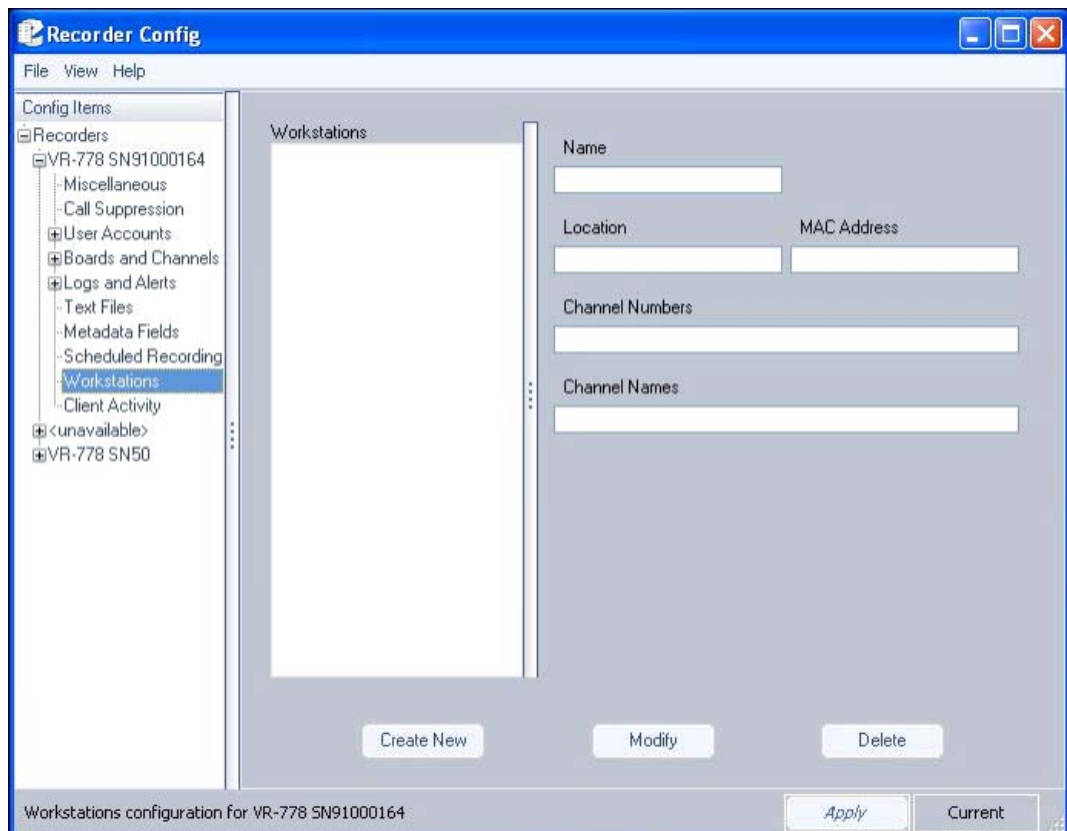 Recorder Config
File View Help
Config Items
Recorders
VR-778 SN91000164
Miscellaneous
Call Suppression
User Accounts
Boards and Channels
Logs and Alerts
Text Files
Metadata Fields
Scheduled Recording
Workstations
Client Activity
<unavailable>
VR-778 SN50
Workstations
Name
Location MAC Address
Channel Numbers
Channel Names
Create New Modify Delete
Workstations configuration for VR-778 SN91000164 Apply Current